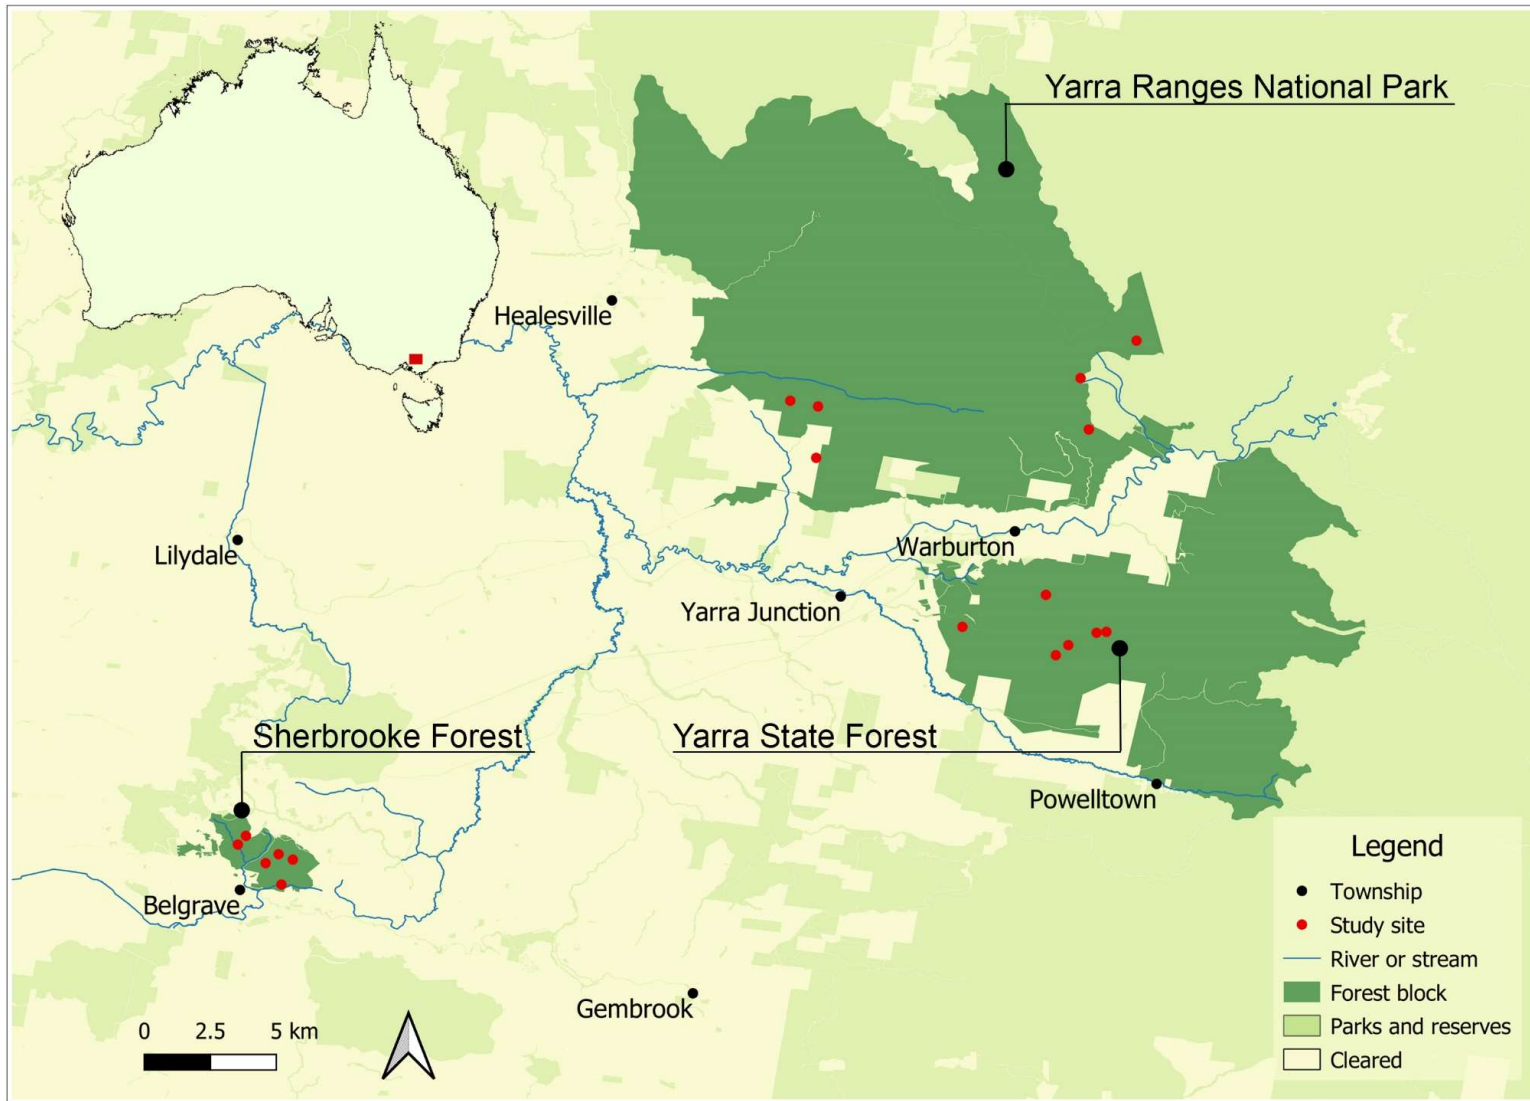 Yarra Ranges National Park
Healesville
Lilydale
Warburton
Yarra Junction
Sherbrooke Forest
Yarra State Forest
Powelltown
Belgrave
Gembrook
0 2.5 5 km
Legend
Township
Study site
River or stream
Forest block
Parks and reserves
Cleared